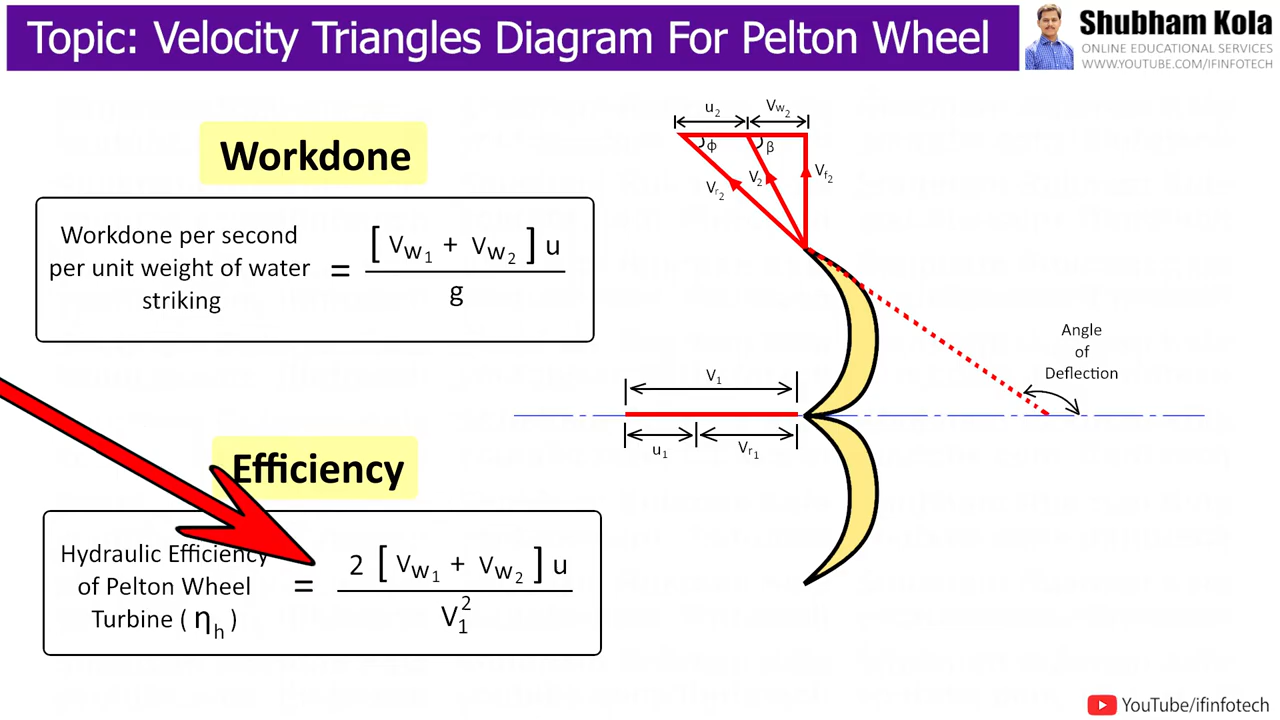 Topic: Velocity Triangles Diagram For Pelton Wheel
Shubham Kola
ONLINE EDUCATIONAL SERVICES
WWW.YOUTUBE.COM/IFINFOTECH
Workdone
Workdone per second
per unit weight of water
striking
= [ Vw₁ + Vw₂ ] u
g
Efficiency
Hydraulic Efficiency
of Pelton Wheel
Turbine ( ηh )
= 2 [ Vw₁ + Vw₂ ] u
V₁²
u₂ Vw₂
ϕ β
Vr₂ V₂ Vf₂
Angle
of
Deflection
V₁
u₁ Vr₁
YouTube/ifinfotech